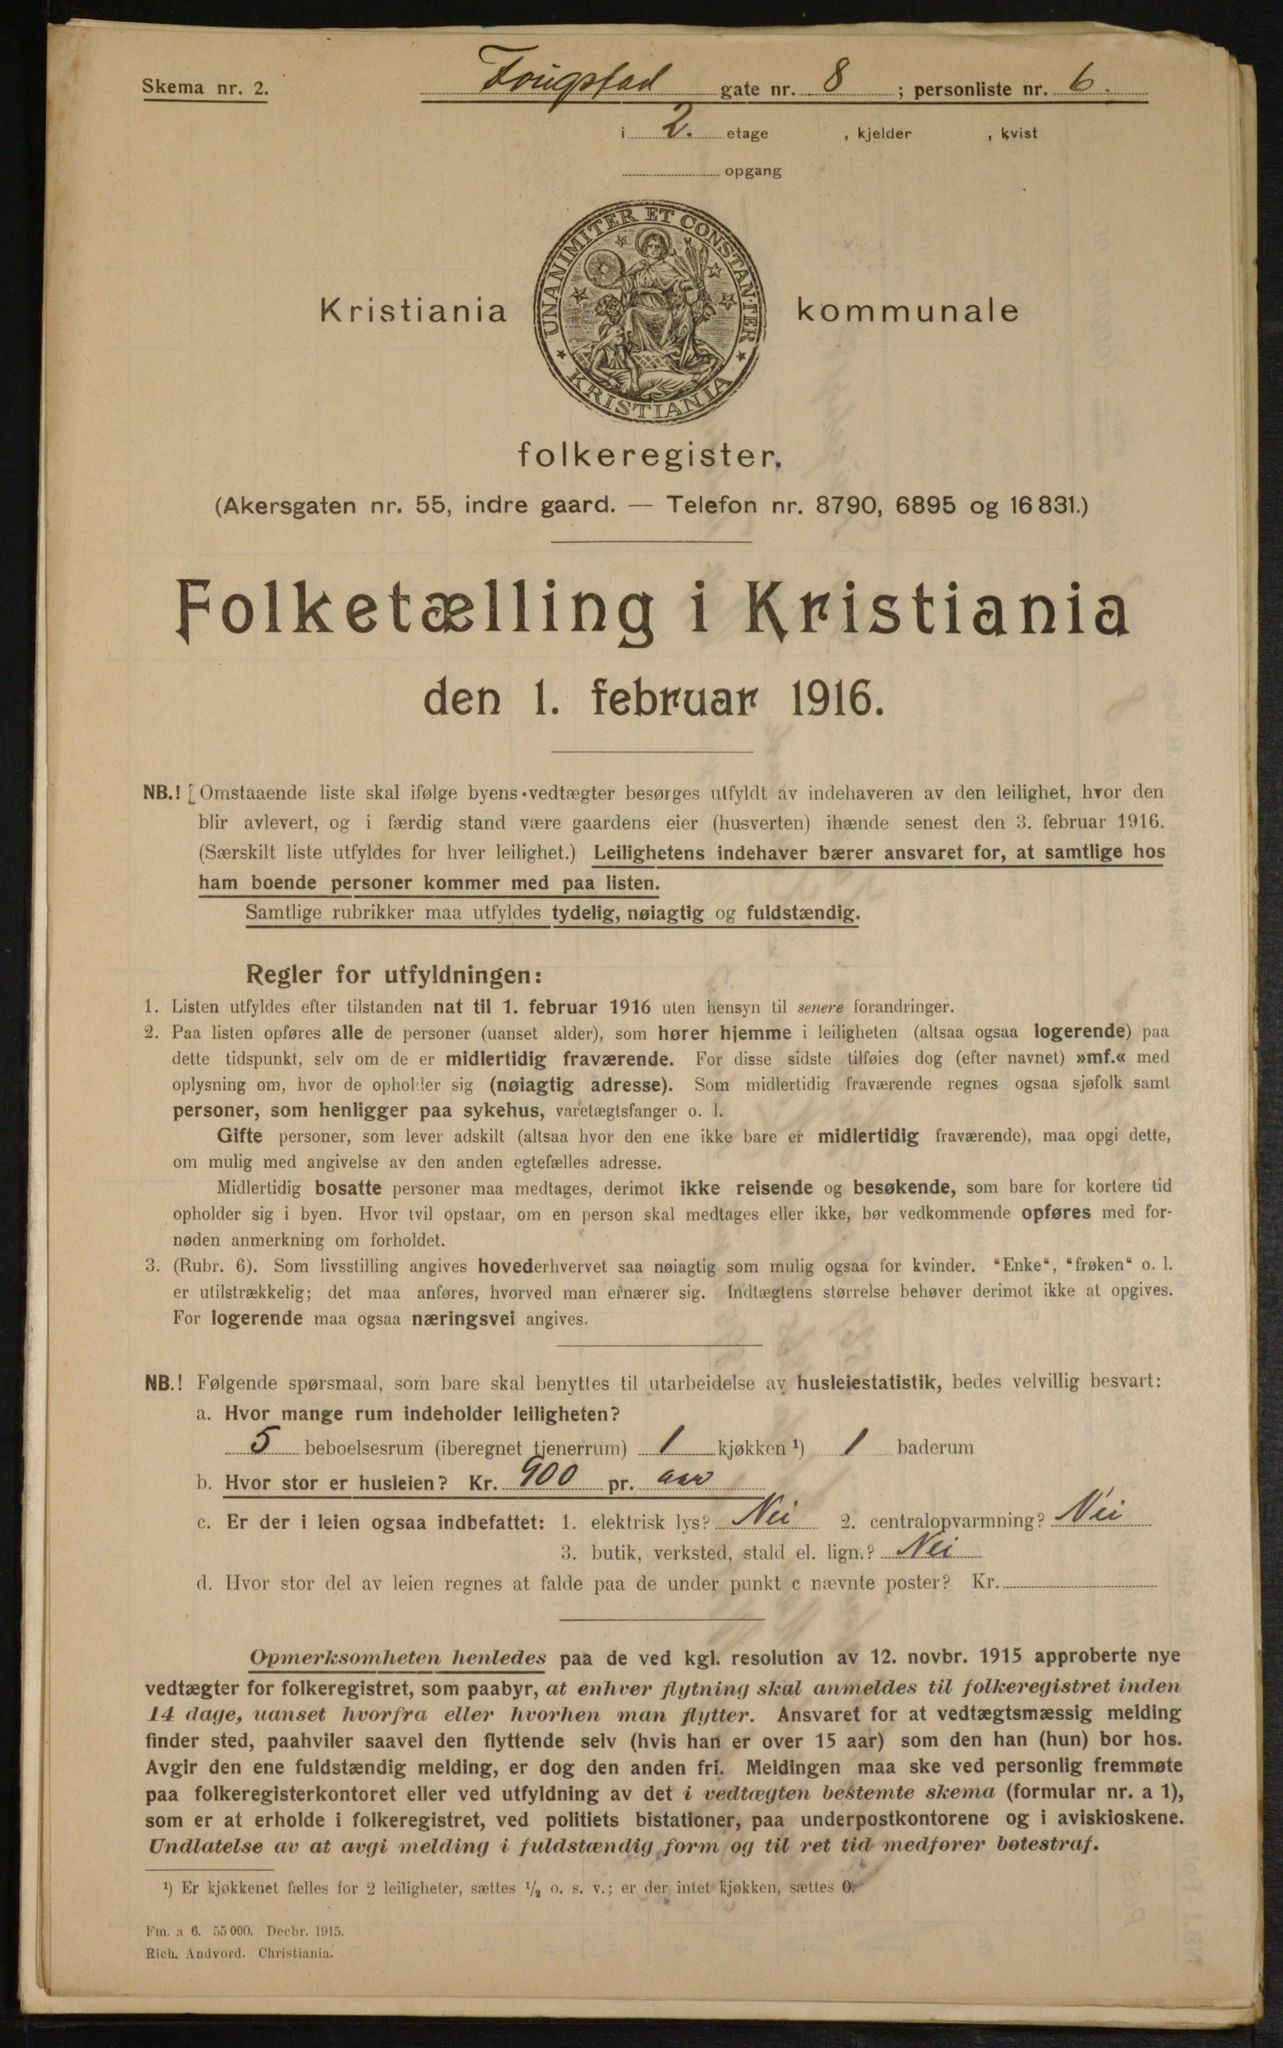 Skema nr. 2.
Fougstad gate nr. 8 ; personliste nr. 6.
i 2. etage , kjelder , kvist
opgang
UNANIMITER ET CONSTANTER
KRISTIANIA
Kristiania kommunale
folkeregister.
(Akersgaten nr. 55, indre gaard. — Telefon nr. 8790, 6895 og 16 831.)
Folketælling i Kristiania
den 1. februar 1916.
NB.! Omstaaende liste skal ifølge byens vedtægter besørges utfyldt av indehaveren av den leilighet, hvor den
blir avlevert, og i færdig stand være gaardens eier (husverten) ihænde senest den 3. februar 1916.
(Særskilt liste utfyldes for hver leilighet.) Leilighetens indehaver bærer ansvaret for, at samtlige hos
ham boende personer kommer med paa listen.
Samtlige rubrikker maa utfyldes tydelig, nøiagtig og fuldstændig.
Regler for utfyldningen:
1. Listen utfyldes efter tilstanden nat til 1. februar 1916 uten hensyn til senere forandringer.
2. Paa listen opføres alle de personer (uanset alder), som hører hjemme i leiligheten (altsaa ogsaa logerende) paa
dette tidspunkt, selv om de er midlertidig fraværende. For disse sidste tilføies dog (efter navnet) »mf.« med
oplysning om, hvor de opholder sig (nøiagtig adresse). Som midlertidig fraværende regnes ogsaa sjøfolk samt
personer, som henligger paa sykehus, varetægtsfanger o. l.
Gifte personer, som lever adskilt (altsaa hvor den ene ikke bare er midlertidig fraværende), maa opgi dette,
om mulig med angivelse av den anden egtefælles adresse.
Midlertidig bosatte personer maa medtages, derimot ikke reisende og besøkende, som bare for kortere tid
opholder sig i byen. Hvor tvil opstaar, om en person skal medtages eller ikke, bør vedkommende opføres med for-
nøden anmerkning om forholdet.
3. (Rubr. 6). Som livsstilling angives hovederhvervet saa nøiagtig som mulig ogsaa for kvinder. "Enke", "frøken" o. l.
er utilstrækkelig; det maa anføres, hvorved man ernærer sig. Indtægtens størrelse behøver derimot ikke at opgives.
For logerende maa ogsaa næringsvei angives.
NB.! Følgende spørsmaal, som bare skal benyttes til utarbeidelse av husleiestatistik, bedes velvillig besvart:
a. Hvor mange rum indeholder leiligheten?
5 beboelsesrum (iberegnet tjenerrum) 1 kjøkken ¹) 1 baderum
b. Hvor stor er husleien? Kr. 900 pr. aar
c. Er der i leien ogsaa indbefattet: 1. elektrisk lys? Nei 2. centralopvarmning? Nei
3. butik, verksted, stald el. lign.? Nei
d. Hvor stor del av leien regnes at falde paa de under punkt c nævnte poster? Kr.
Opmerksomheten henledes paa de ved kgl. resolution av 12. novbr. 1915 approberte nye
vedtægter for folkeregistret, som paabyr, at enhver flytning skal anmeldes til folkeregistret inden
14 dage, uanset hvorfra eller hvorhen man flytter. Ansvaret for at vedtægtsmæssig melding
finder sted, paahviler saavel den flyttende selv (hvis han er over 15 aar) som den han (hun) bor hos.
Avgir den ene fuldstændig melding, er dog den anden fri. Meldingen maa ske ved personlig fremmøte
paa folkeregisterkontoret eller ved utfyldning av det i vedtægten bestemte skema (formular nr. a 1),
som er at erholde i folkeregistret, ved politiets bistationer, paa underpostkontorene og i aviskioskene.
Undlatelse av at avgi melding i fuldstændig form og til ret tid medfører bøtestraf.
¹) Er kjøkkenet fælles for 2 leiligheter, sættes ½ o. s. v.; er der intet kjøkken, sættes 0.
Fm. a 6. 55 000. Decbr. 1915.
Rich. Andvord. Christiania.